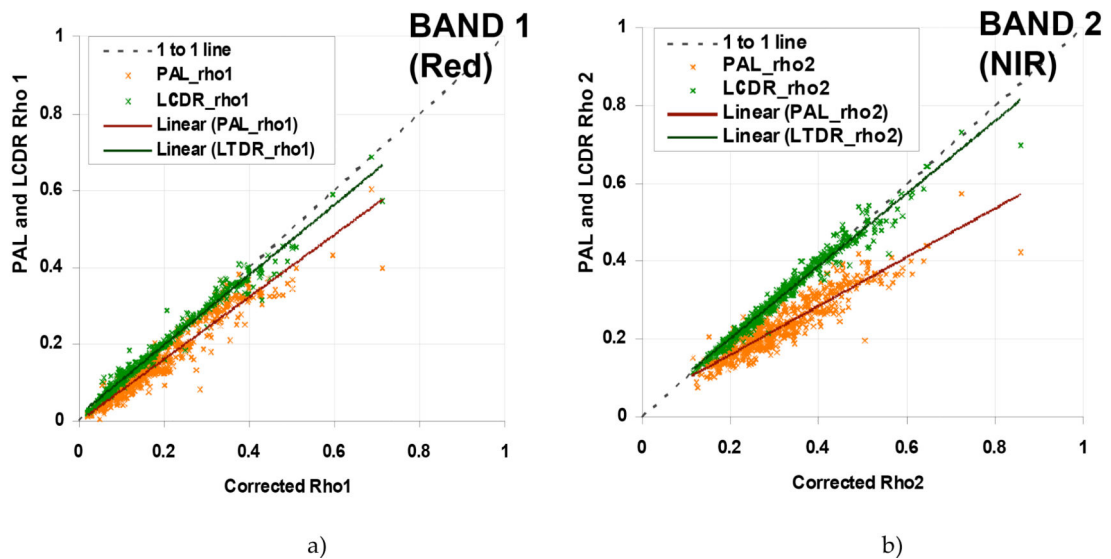 BAND 1
(Red)
1 to 1 line
PAL_rho1
LCDR_rho1
Linear (PAL_rho1)
Linear (LTDR_rho1)
PAL and LCDR Rho 1
1
0.8
0.6
0.4
0.2
0
0
0.2
0.4
0.6
0.8
1
Corrected Rho1
a)
BAND 2
(NIR)
1 to 1 line
PAL_rho2
LCDR_rho2
Linear (PAL_rho2)
Linear (LTDR_rho2)
PAL and LCDR Rho 2
1
0.8
0.6
0.4
0.2
0
0
0.2
0.4
0.6
0.8
1
Corrected Rho2
b)